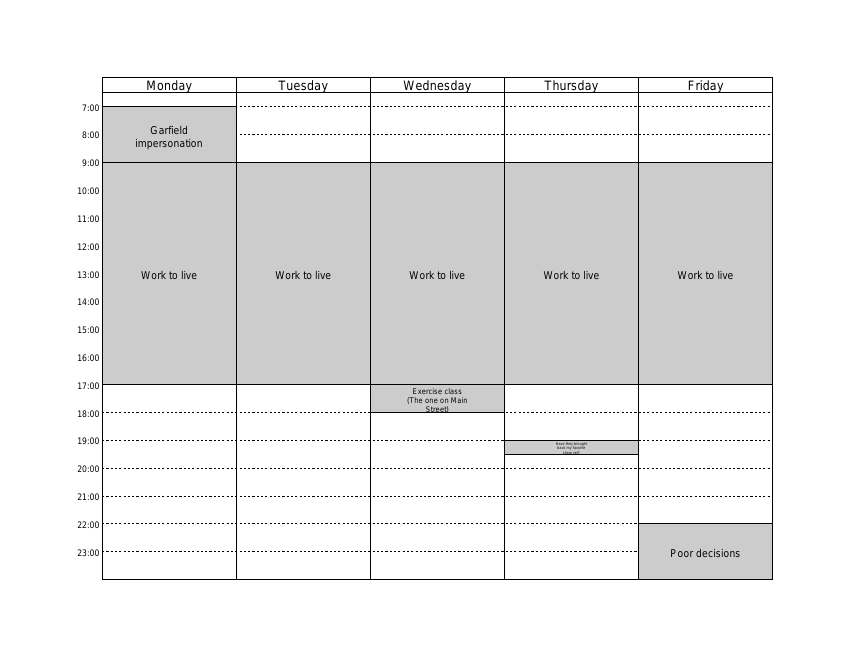 Monday Tuesday Wednesday Thursday Friday
7:00
Garfield
impersonation
8:00
9:00
10:00
11:00
12:00
13:00
Work to live Work to live Work to live Work to live Work to live
14:00
15:00
16:00
17:00
Exercise class
(The one on Main
Street)
18:00
19:00
Have they brought
back my favorite
show yet?
20:00
21:00
22:00
23:00
Poor decisions